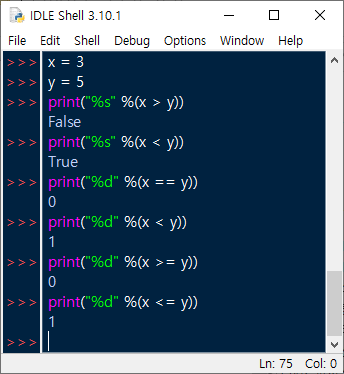 IDLE Shell 3.10.1
File Edit Shell Debug Options Window Help
>>> x = 3
>>> y = 5
>>> print("%s" %(x > y))
False
>>> print("%s" %(x < y))
True
>>> print("%d" %(x == y))
0
>>> print("%d" %(x < y))
1
>>> print("%d" %(x >= y))
0
>>> print("%d" %(x <= y))
1
>>>
Ln: 75 Col: 0